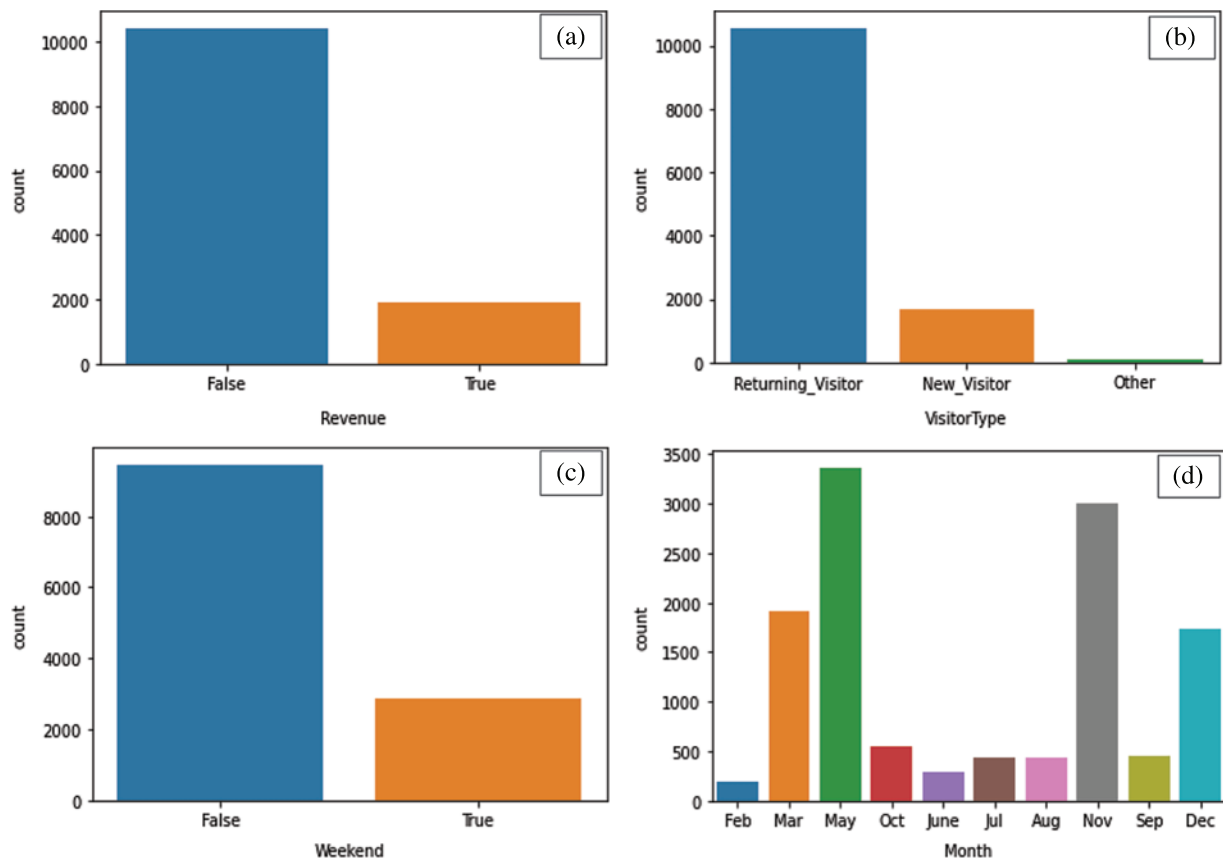 (a)
10000
8000
6000
4000
2000
0
count
False True
Revenue
(b)
10000
8000
6000
4000
2000
0
count
Returning_Visitor New_Visitor Other
VisitorType
(c)
8000
6000
4000
2000
0
count
False True
Weekend
(d)
3500
3000
2500
2000
1500
1000
500
0
count
Feb Mar May Oct June Jul Aug Nov Sep Dec
Month